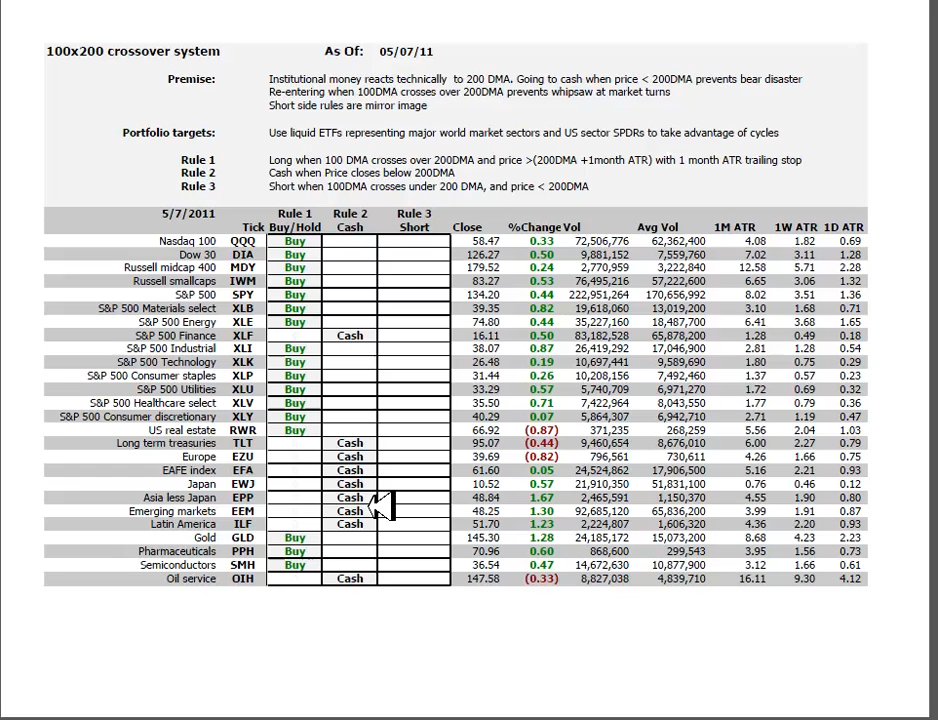 100x200 crossover system As Of: 05/07/11
Premise: Institutional money reacts technically to 200 DMA. Going to cash when price < 200DMA prevents bear disaster
Re-entering when 100DMA crosses over 200DMA prevents whipsaw at market turns
Short side rules are mirror image
Portfolio targets: Use liquid ETFs representing major world market sectors and US sector SPDRs to take advantage of cycles
Rule 1 Long when 100 DMA crosses over 200DMA and price >(200DMA +1month ATR) with 1 month ATR trailing stop
Rule 2 Cash when Price closes below 200DMA
Rule 3 Short when 100DMA crosses under 200 DMA, and price < 200DMA
5/7/2011 Rule 1 Rule 2 Rule 3
Tick Buy/Hold Cash Short Close %Change Vol Avg Vol 1M ATR 1W ATR 1D ATR
Nasdaq 100 QQQ Buy 58.47 0.33 72,506,776 62,362,400 4.08 1.82 0.69
Dow 30 DIA Buy 126.27 0.50 9,881,152 7,559,760 7.02 3.11 1.28
Russell midcap 400 MDY Buy 179.52 0.24 2,770,959 3,222,840 12.58 5.71 2.28
Russell smallcaps IWM Buy 83.27 0.53 76,495,216 57,222,600 6.65 3.06 1.32
S&P 500 SPY Buy 134.20 0.44 222,951,264 170,656,992 8.02 3.51 1.36
S&P 500 Materials select XLB Buy 39.35 0.82 19,618,060 13,019,200 3.10 1.68 0.71
S&P 500 Energy XLE Buy 74.80 0.44 35,227,160 18,487,700 6.41 3.68 1.65
S&P 500 Finance XLF Cash 16.11 0.50 83,182,528 65,878,200 1.28 0.49 0.18
S&P 500 Industrial XLI Buy 38.07 0.87 26,419,292 17,046,900 2.81 1.28 0.54
S&P 500 Technology XLK Buy 26.48 0.19 10,697,441 9,589,690 1.80 0.75 0.29
S&P 500 Consumer staples XLP Buy 31.44 0.26 10,208,156 7,492,460 1.37 0.57 0.23
S&P 500 Utilities XLU Buy 33.29 0.57 5,740,709 6,971,270 1.72 0.69 0.32
S&P 500 Healthcare select XLV Buy 35.50 0.71 7,422,964 8,043,550 1.77 0.79 0.36
S&P 500 Consumer discretionary XLY Buy 40.29 0.07 5,864,307 6,942,710 2.71 1.19 0.47
US real estate RWR Buy 66.92 (0.87) 371,235 268,259 5.56 2.04 1.03
Long term treasuries TLT Cash 95.07 (0.44) 9,460,654 8,676,010 6.00 2.27 0.79
Europe EZU Cash 39.69 (0.82) 796,561 730,611 4.26 1.66 0.75
EAFE index EFA Cash 61.60 0.05 24,524,862 17,906,500 5.16 2.21 0.93
Japan EWJ Cash 10.52 0.57 21,910,350 51,831,100 0.76 0.46 0.12
Asia less Japan EPP Cash 48.84 1.67 2,465,591 1,150,370 4.55 1.90 0.80
Emerging markets EEM Cash 48.25 1.30 92,685,120 65,836,200 3.99 1.91 0.87
Latin America ILF Cash 51.70 1.23 2,224,807 1,606,320 4.36 2.20 0.93
Gold GLD Buy 145.30 1.28 24,185,172 15,073,200 8.68 4.23 2.23
Pharmaceuticals PPH Buy 70.96 0.60 868,600 299,543 3.95 1.56 0.73
Semiconductors SMH Buy 36.54 0.47 14,672,630 10,877,900 3.12 1.66 0.61
Oil service OIH Cash 147.58 (0.33) 8,827,038 4,839,710 16.11 9.30 4.12